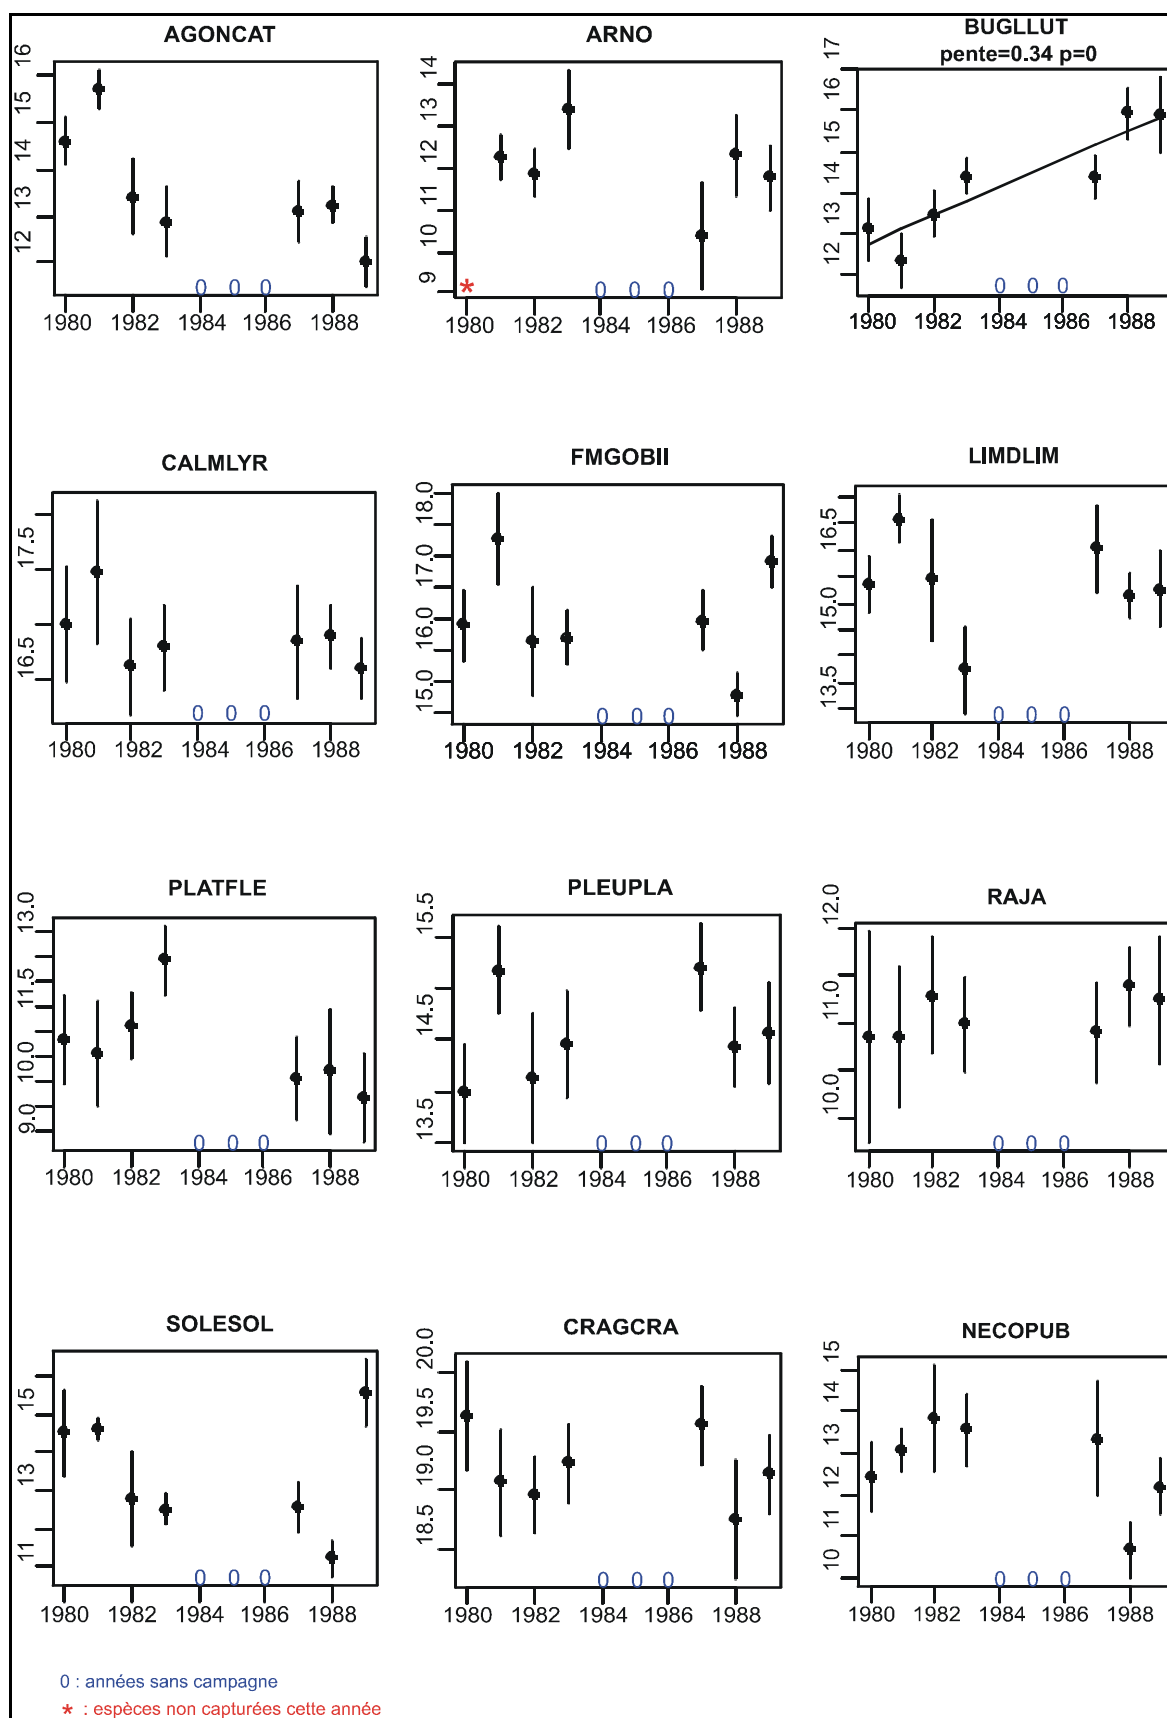 AGONCAT
16
15
14
13
12
0 0 0
1980 1982 1984 1986 1988
ARNO
14
13
12
11
10
9
* 0 0 0
1980 1982 1984 1986 1988
BUGLLUT
pente=0.34 p=0
17
16
15
14
13
12
0 0 0
1980 1982 1984 1986 1988
CALMLYR
17.5
16.5
0 0 0
1980 1982 1984 1986 1988
FMGOBII
18.0
17.0
16.0
15.0
0 0 0
1980 1982 1984 1986 1988
LIMDLIM
16.5
15.0
13.5
0 0 0
1980 1982 1984 1986 1988
PLATFLE
13.0
11.5
10.0
9.0
0 0 0
1980 1982 1984 1986 1988
PLEUPLA
15.5
14.5
13.5
0 0 0
1980 1982 1984 1986 1988
RAJA
12.0
11.0
10.0
0 0 0
1980 1982 1984 1986 1988
SOLESOL
15
13
11
0 0 0
1980 1982 1984 1986 1988
CRAGCRA
20.0
19.5
19.0
18.5
0 0 0
1980 1982 1984 1986 1988
NECOPUB
15
14
13
12
11
10
0 0 0
1980 1982 1984 1986 1988
0 : années sans campagne
* : espèces non capturées cette année